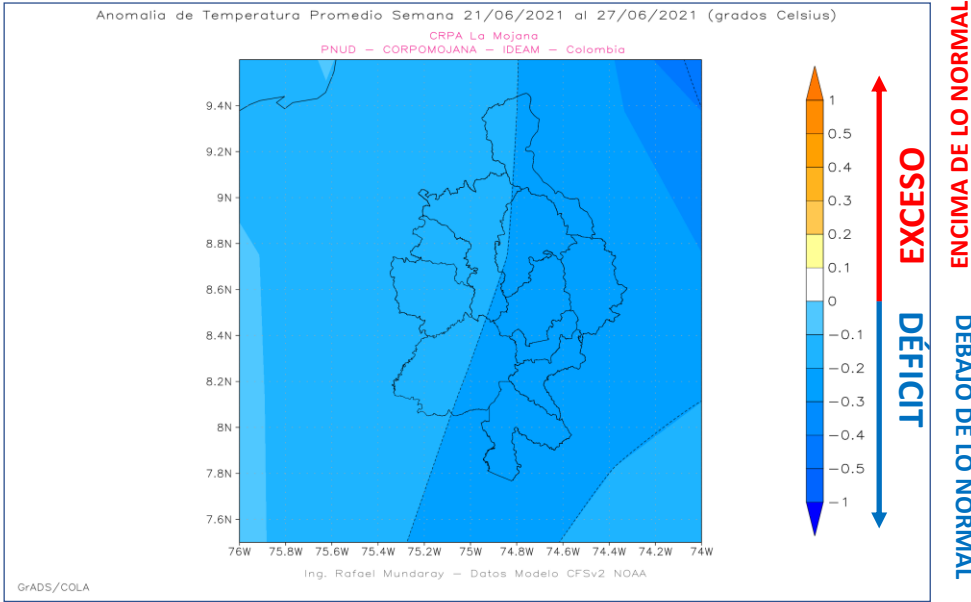 Anomalia de Temperatura Promedio Semana 21/06/2021 al 27/06/2021 (grados Celsius)
CRPA La Mojana
PNUD – CORPOMOJANA – IDEAM – Colombia
9.4N
9.2N
9N
8.8N
8.6N
8.4N
8.2N
8N
7.8N
7.6N
76W 75.8W 75.6W 75.4W 75.2W 75W 74.8W 74.6W 74.4W 74.2W 74W
1
0.5
0.4
0.3
0.2
0.1
0
−0.1
−0.2
−0.3
−0.4
−0.5
−1
EXCESO
DÉFICIT
ENCIMA DE LO NORMAL
DEBAJO DE LO NORMAL
Ing. Rafael Mundaray – Datos Modelo CFSv2 NOAA
GrADS/COLA